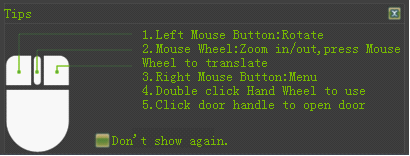 Tips
1.Left Mouse Button:Rotate
2.Mouse Wheel:Zoom in/out,press Mouse
Wheel to translate
3.Right Mouse Button:Menu
4.Double click Hand Wheel to use
5.Click door handle to open door
Don't show again.